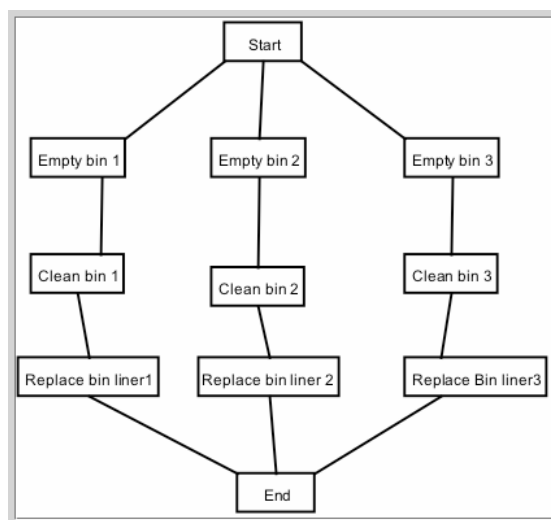 Start
Empty bin 1
Empty bin 2
Empty bin 3
Clean bin 1
Clean bin 2
Clean bin 3
Replace bin liner1
Replace bin liner 2
Replace Bin liner3
End